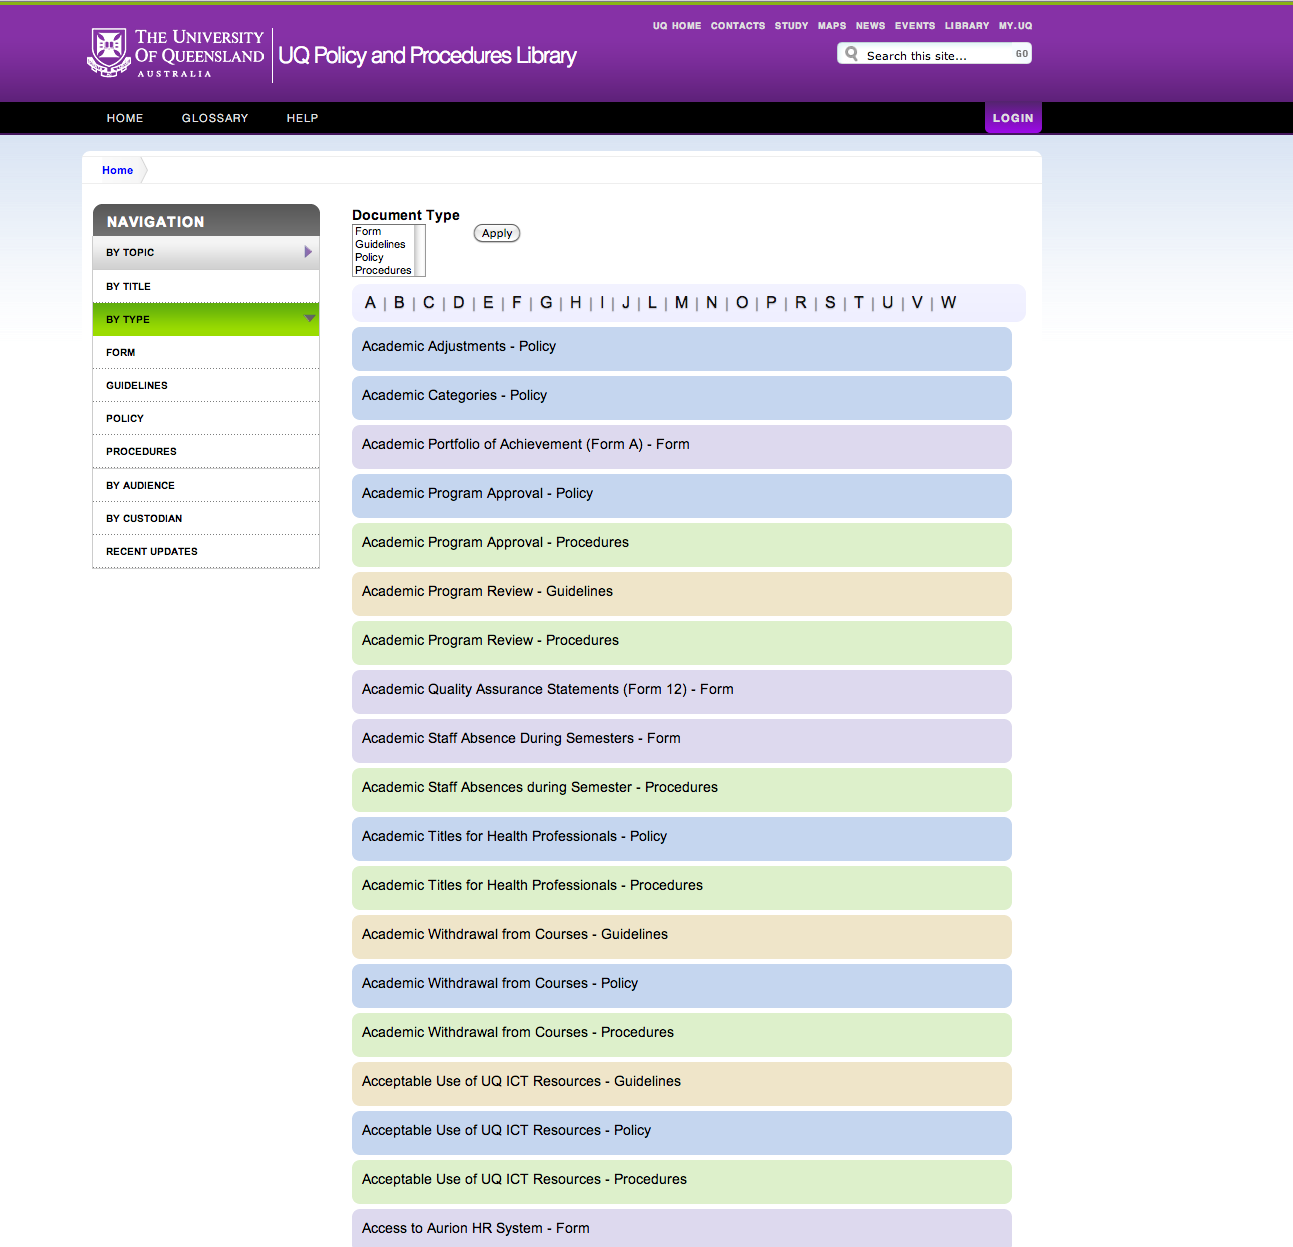 UQ HOME CONTACTS STUDY MAPS NEWS EVENTS LIBRARY MY.UQ
THE UNIVERSITY
OF QUEENSLAND
AUSTRALIA
UQ Policy and Procedures Library
Search this site... GO
HOME GLOSSARY HELP LOGIN
Home
NAVIGATION
BY TOPIC
BY TITLE
BY TYPE
FORM
GUIDELINES
POLICY
PROCEDURES
BY AUDIENCE
BY CUSTODIAN
RECENT UPDATES
Document Type
Form
Guidelines
Policy
Procedures
Apply
A | B | C | D | E | F | G | H | I | J | L | M | N | O | P | R | S | T | U | V | W
Academic Adjustments - Policy
Academic Categories - Policy
Academic Portfolio of Achievement (Form A) - Form
Academic Program Approval - Policy
Academic Program Approval - Procedures
Academic Program Review - Guidelines
Academic Program Review - Procedures
Academic Quality Assurance Statements (Form 12) - Form
Academic Staff Absence During Semesters - Form
Academic Staff Absences during Semester - Procedures
Academic Titles for Health Professionals - Policy
Academic Titles for Health Professionals - Procedures
Academic Withdrawal from Courses - Guidelines
Academic Withdrawal from Courses - Policy
Academic Withdrawal from Courses - Procedures
Acceptable Use of UQ ICT Resources - Guidelines
Acceptable Use of UQ ICT Resources - Policy
Acceptable Use of UQ ICT Resources - Procedures
Access to Aurion HR System - Form